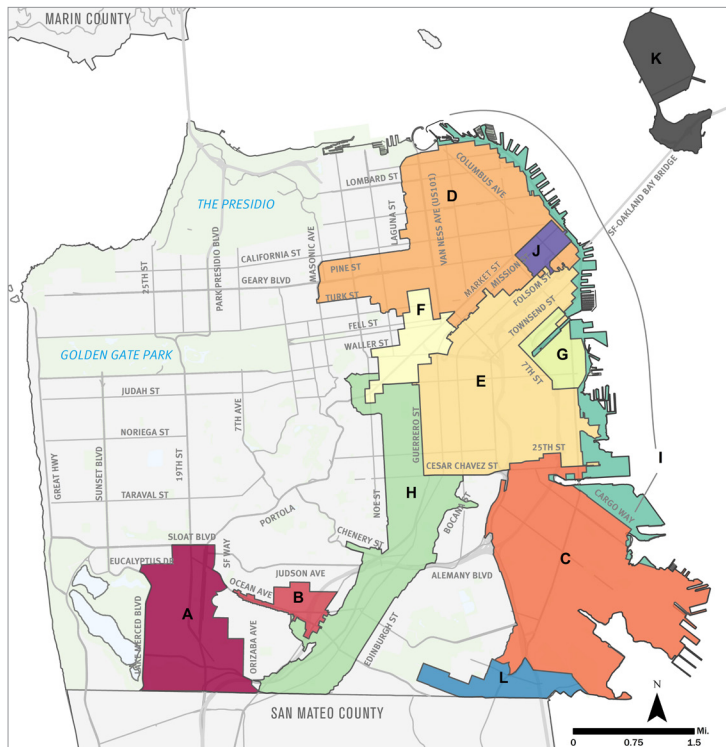 MARIN COUNTY
K
LOMBARD ST
COLUMBUS AVE
THE PRESIDIO
D
LAGUNA ST
VAN NESS AVE (US101)
SF-OAKLAND BAY BRIDGE
MASONIC AVE
CALIFORNIA ST
PARK PRESIDIO BLVD
25TH ST
J
PINE ST
GEARY BLVD
MARKET ST
MISSION
FOLSOM ST
TURK ST
F
TOWNSEND ST
FELL ST
WALLER ST
GOLDEN GATE PARK
G
7TH ST
E
JUDAH ST
7TH AVE
NORIEGA ST
GUERRERO ST
25TH ST
GREAT HWY
SUNSET BLVD
19TH ST
CESAR CHAVEZ ST
I
H
TARAVAL ST
NOE ST
CARGO WAY
PORTOLA
BOCANA ST
CHENERY ST
SLOAT BLVD
EUCALYPTUS DR
SF WAY
JUDSON AVE
ALEMANY BLVD
C
OCEAN AVE
B
A
LAKE MERCED BLVD
ORIZABA AVE
EDINBURGH ST
L
N
SAN MATEO COUNTY
Mi.
0 0.75 1.5